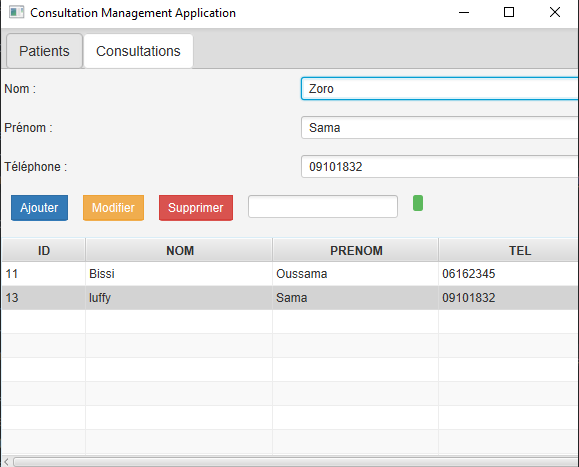 Consultation Management Application
Patients Consultations
Nom : Zoro
Prénom : Sama
Téléphone : 09101832
Ajouter Modifier Supprimer
ID NOM PRENOM TEL
11 Bissi Oussama 06162345
13 luffy Sama 09101832